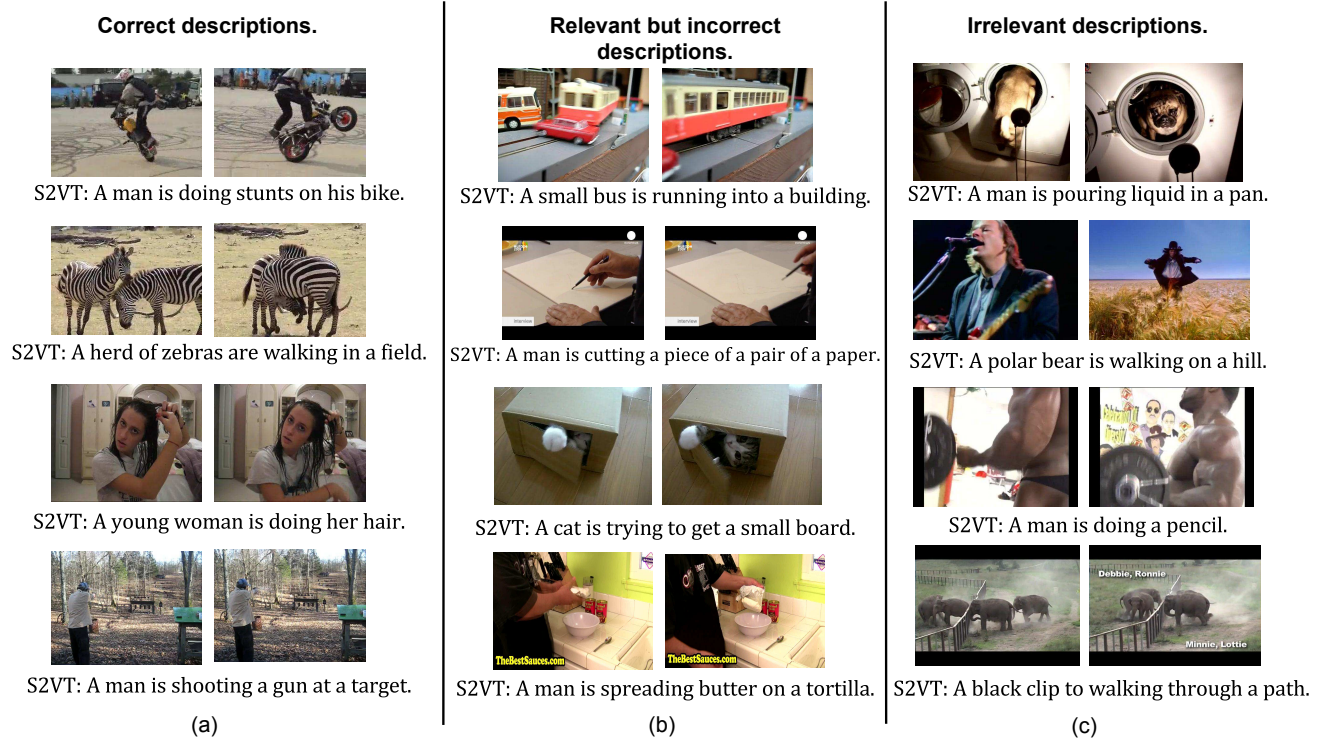 Correct descriptions.
S2VT: A man is doing stunts on his bike.
S2VT: A herd of zebras are walking in a field.
S2VT: A young woman is doing her hair.
S2VT: A man is shooting a gun at a target.
(a)
Relevant but incorrect
descriptions.
S2VT: A small bus is running into a building.
Interview
Interview
S2VT: A man is cutting a piece of a pair of a paper.
S2VT: A cat is trying to get a small board.
TheBestSauces.com
TheBestSauces.com
S2VT: A man is spreading butter on a tortilla.
(b)
Irrelevant descriptions.
S2VT: A man is pouring liquid in a pan.
S2VT: A polar bear is walking on a hill.
S2VT: A man is doing a pencil.
Debbie, Ronnie
Minnie, Lottie
S2VT: A black clip to walking through a path.
(c)